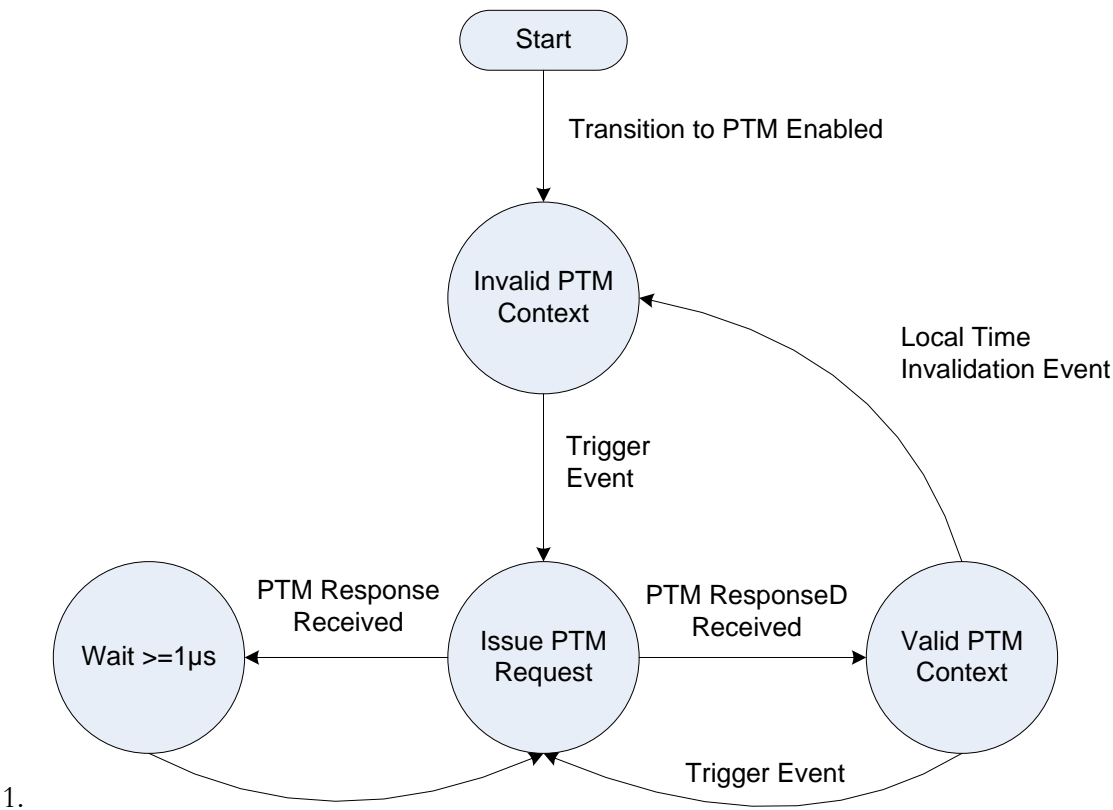 Start
Transition to PTM Enabled
Invalid PTM
Context
Local Time
Invalidation Event
Trigger
Event
PTM Response
Received
PTM ResponseD
Received
Wait >=1µs
Issue PTM
Request
Valid PTM
Context
Trigger Event
1.